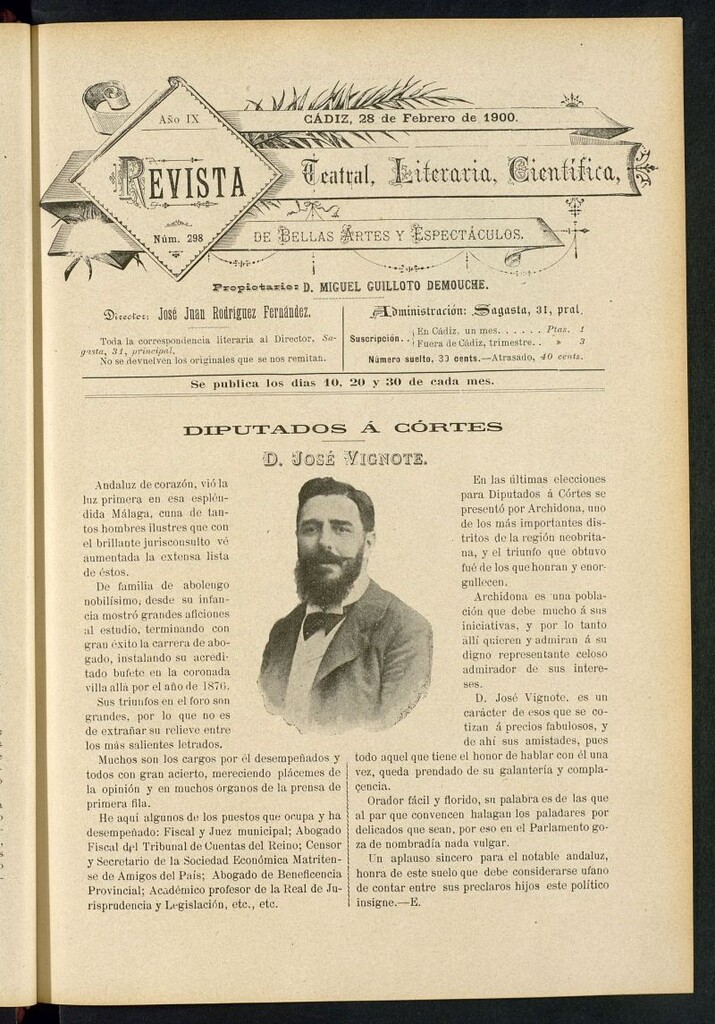 Año IX
CÁDIZ, 28 de Febrero de 1900.
REVISTA
Teatral, Literaria, Científica,
Núm. 298
DE BELLAS ARTES Y ESPECTÁCULOS.
Propietario: D. MIGUEL GUILLOTO DEMOUCHE.
Director: José Juan Rodríguez Fernández.
Toda la correspondencia literaria al Director, Sa-
gasta, 31, principal.
No se devuelven los originales que se nos remitan.
Administración: Sagasta, 31, pral.
Suscripción..
En Cádiz, un mes. . . . . . Ptas. 1
Fuera de Cádiz, trimestre. . » 3
Número suelto, 30 cents.—Atrasado, 40 cents.
Se publica los dias 10, 20 y 30 de cada mes.
DIPUTADOS Á CÓRTES
D. JOSÉ VIGNOTE.
Andaluz de corazón, vió la
luz primera en esa esplén-
dida Málaga, cuna de tan-
tos hombres ilustres que con
el brillante jurisconsulto vé
aumentada la extensa lista
de éstos.
De familia de abolengo
nobilísimo, desde su infan-
cia mostró grandes aficiones
al estudio, terminando con
gran éxito la carrera de abo-
gado, instalando su acredi-
tado bufete en la coronada
villa allá por el año de 1876.
Sus triunfos en el foro son
grandes, por lo que no es
de extrañar su relieve entre
los más salientes letrados.
Muchos son los cargos por él desempeñados y
todos con gran acierto, mereciendo plácemes de
la opinión y en muchos órganos de la prensa de
primera fila.
He aquí algunos de los puestos que ocupa y ha
desempeñado: Fiscal y Juez municipal; Abogado
Fiscal del Tribunal de Cuentas del Reino; Censor
y Secretario de la Sociedad Económica Matriten-
se de Amigos del País; Abogado de Beneficencia
Provincial; Académico profesor de la Real de Ju-
risprudencia y Legislación, etc., etc.
En las últimas elecciones
para Diputados á Córtes se
presentó por Archidona, uno
de los más importantes dis-
tritos de la región neobrita-
na, y el triunfo que obtuvo
fué de los que honran y enor-
gullecen.
Archidona es una pobla-
ción que debe mucho á sus
iniciativas, y por lo tanto
allí quieren y admiran á su
digno representante celoso
admirador de sus intere-
ses.
D. José Vignote, es un
carácter de esos que se co-
tizan á precios fabulosos, y
de ahí sus amistades, pues
todo aquel que tiene el honor de hablar con él una
vez, queda prendado de su galantería y compla-
çencia.
Orador fácil y florido, su palabra es de las que
al par que convencen halagan los paladares por
delicados que sean, por eso en el Parlamento go-
za de nombradía nada vulgar.
Un aplauso sincero para el notable andaluz,
honra de este suelo que debe considerarse ufano
de contar entre sus preclaros hijos este político
insigne.—E.